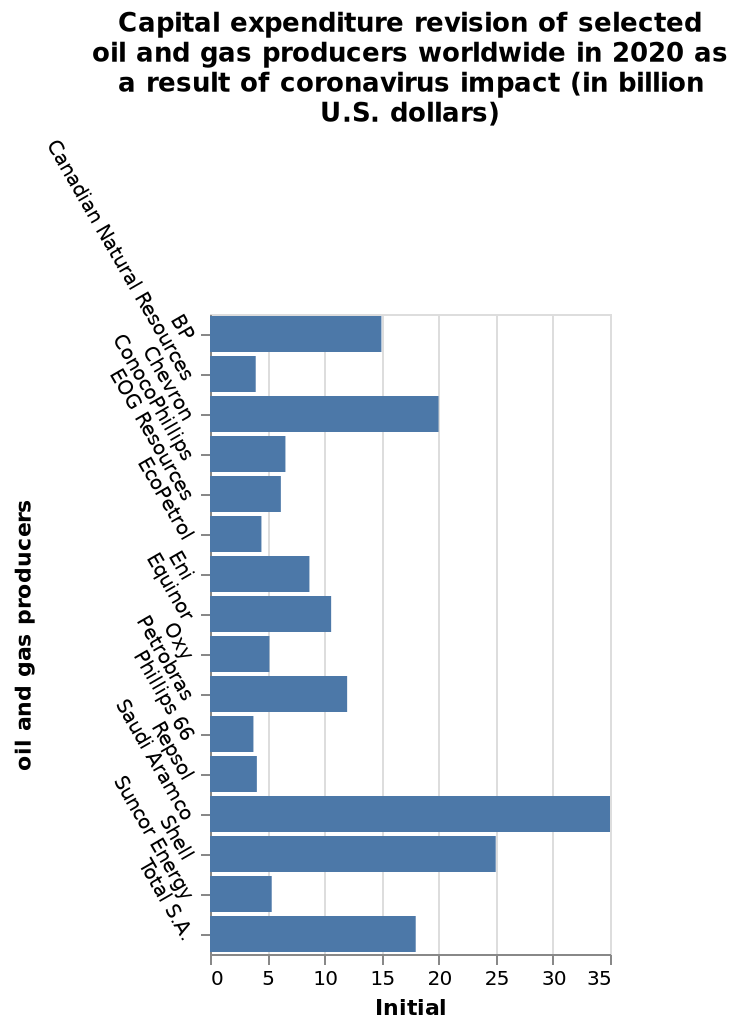 Capital expenditure revision of selected
oil and gas producers worldwide in 2020 as
a result of coronavirus impact (in billion
U.S. dollars)
oil and gas producers
BP
Canadian Natural Resources
Chevron
ConocoPhillips
EOG Resources
EcoPetrol
Eni
Equinor
Oxy
Petrobras
Phillips 66
Repsol
Saudi Aramco
Shell
Suncor Energy
Total S.A.
0 5 10 15 20 25 30 35
Initial